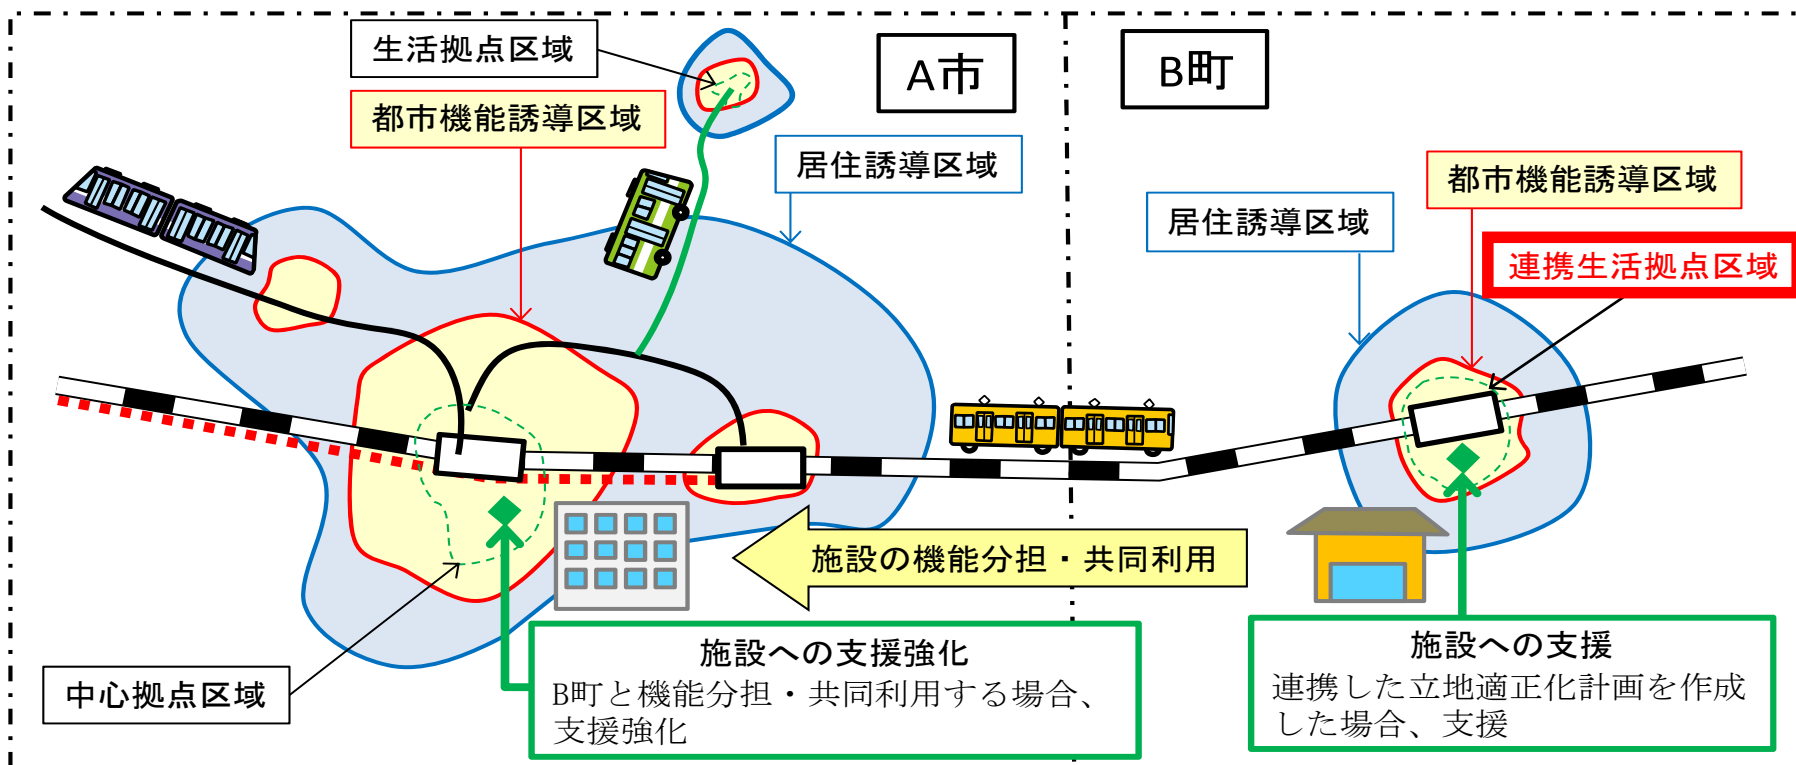 生活拠点区域
都市機能誘導区域
A市
B町
居住誘導区域
都市機能誘導区域
居住誘導区域
連携生活拠点区域
施設の機能分担・共同利用
中心拠点区域
施設への支援強化
B町と機能分担・共同利用する場合、
支援強化
施設への支援
連携した立地適正化計画を作成
した場合、支援